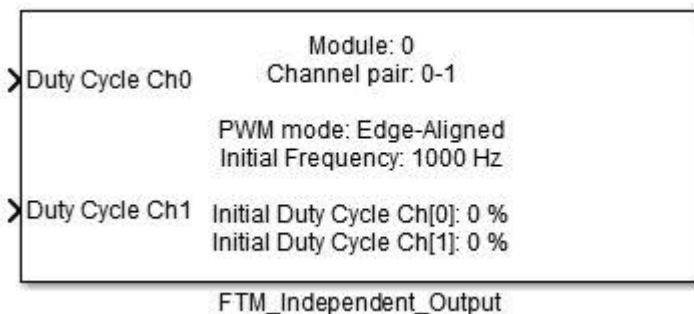 Module: 0
Duty Cycle Ch0
Channel pair: 0-1
PWM mode: Edge-Aligned
Initial Frequency: 1000 Hz
Duty Cycle Ch1
Initial Duty Cycle Ch[0]: 0 %
Initial Duty Cycle Ch[1]: 0 %
FTM_Independent_Output